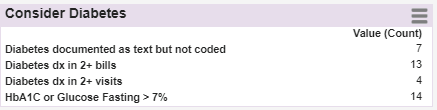 Consider Diabetes
Value (Count)
Diabetes documented as text but not coded 7
Diabetes dx in 2+ bills 13
Diabetes dx in 2+ visits 4
HbA1C or Glucose Fasting > 7% 14